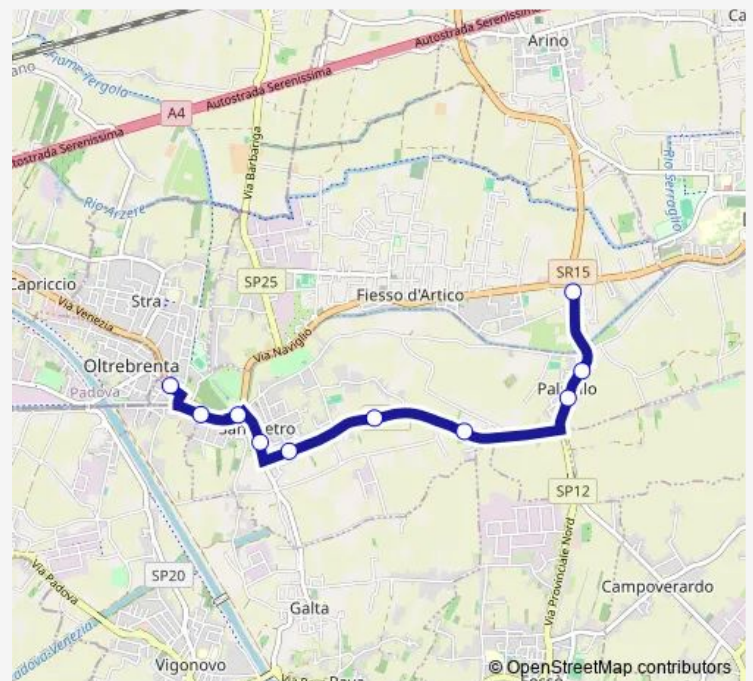 Ca
Arino
Autostrada Serenissima
Fiume Tergola
A4
Autostrada Serenissima
Autostrada Serenissima
Via Barbariga
Rio Serraglio
Rio Arzere
SR15
SP25
Capriccio
Stra
Fiesso d'Artico
Via Venezia
Via Naviglio
Oltrebrenta
Padova
SP12
SP20
Via Padova
Via Provinciale Nord
Campoverardo
Galta
Vigonovo
© OpenStreetMap contributors